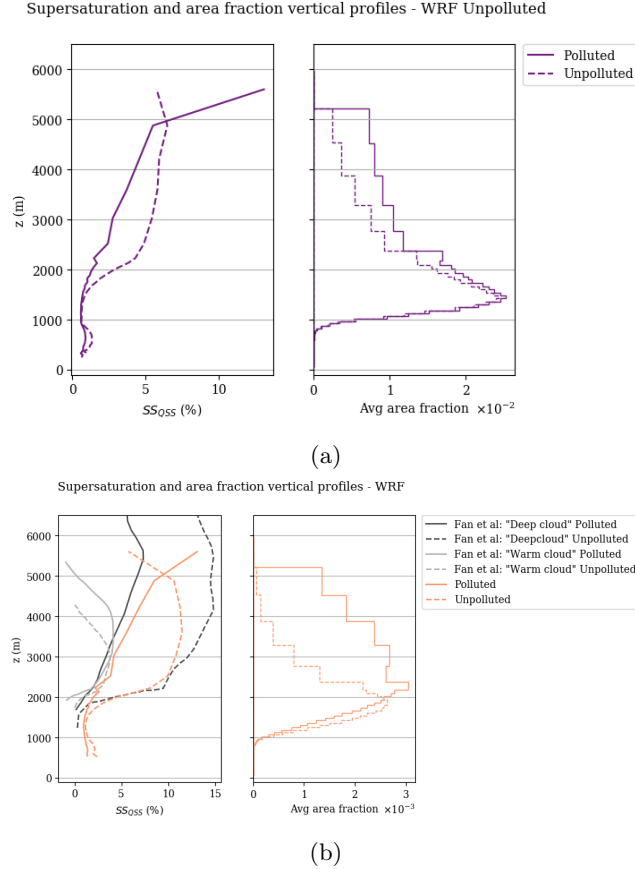 Supersaturation and area fraction vertical profiles - WRF Unpolluted
6000
5000
4000
3000
2000
1000
0
z (m)
0
5
10
SS_QSS (%)
0
1
2
Avg area fraction ×10⁻²
Polluted
Unpolluted
(a)
Supersaturation and area fraction vertical profiles - WRF
6000
5000
4000
3000
2000
1000
0
z (m)
0
5
10
15
SS_QSS (%)
0
1
2
3
Avg area fraction ×10⁻³
Fan et al: "Deep cloud" Polluted
Fan et al: "Deepcloud" Unpolluted
Fan et al: "Warm cloud" Polluted
Fan et al: "Warm cloud" Unpolluted
Polluted
Unpolluted
(b)